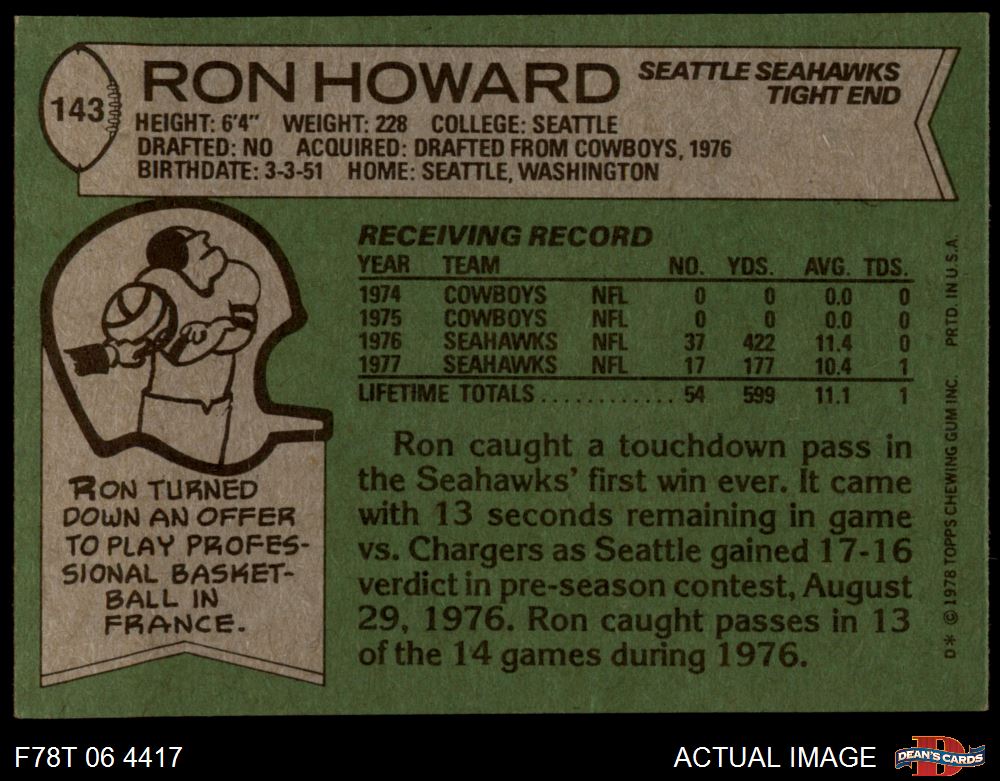 143
RON HOWARD
SEATTLE SEAHAWKS
TIGHT END
HEIGHT: 6'4" WEIGHT: 228 COLLEGE: SEATTLE
DRAFTED: NO ACQUIRED: DRAFTED FROM COWBOYS, 1976
BIRTHDATE: 3-3-51 HOME: SEATTLE, WASHINGTON
RON TURNED
DOWN AN OFFER
TO PLAY PROFES-
SIONAL BASKET-
BALL IN
FRANCE.
RECEIVING RECORD
YEAR TEAM NO. YDS. AVG. TDS.
1974 COWBOYS NFL 0 0 0.0 0
1975 COWBOYS NFL 0 0 0.0 0
1976 SEAHAWKS NFL 37 422 11.4 0
1977 SEAHAWKS NFL 17 177 10.4 1
LIFETIME TOTALS............ 54 599 11.1 1
Ron caught a touchdown pass in
the Seahawks' first win ever. It came
with 13 seconds remaining in game
vs. Chargers as Seattle gained 17-16
verdict in pre-season contest, August
29, 1976. Ron caught passes in 13
of the 14 games during 1976.
D* © 1978 TOPPS CHEWING GUM INC. PRTD. IN U.S.A.
F78T 06 4417
ACTUAL IMAGE
D
DEAN'S CARDS